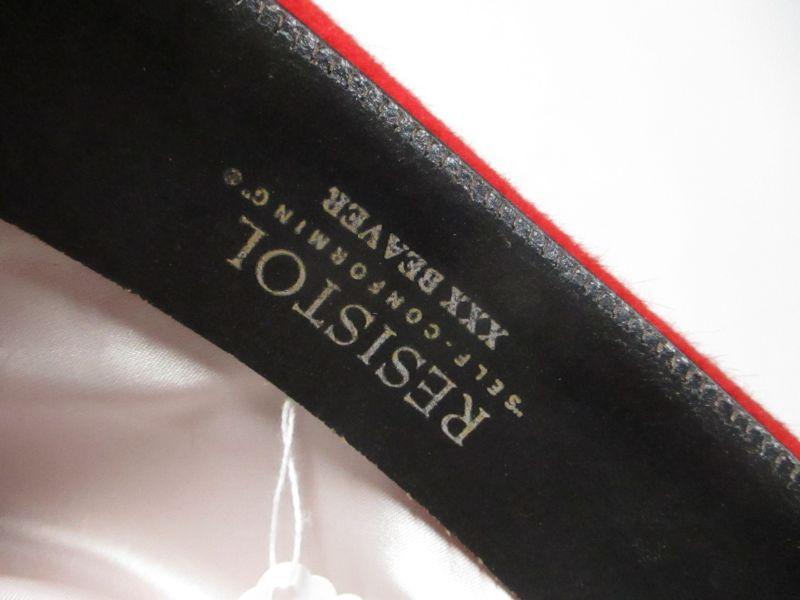 RESISTOL
"SELF-CONFORMING"®
XXX BEAVER